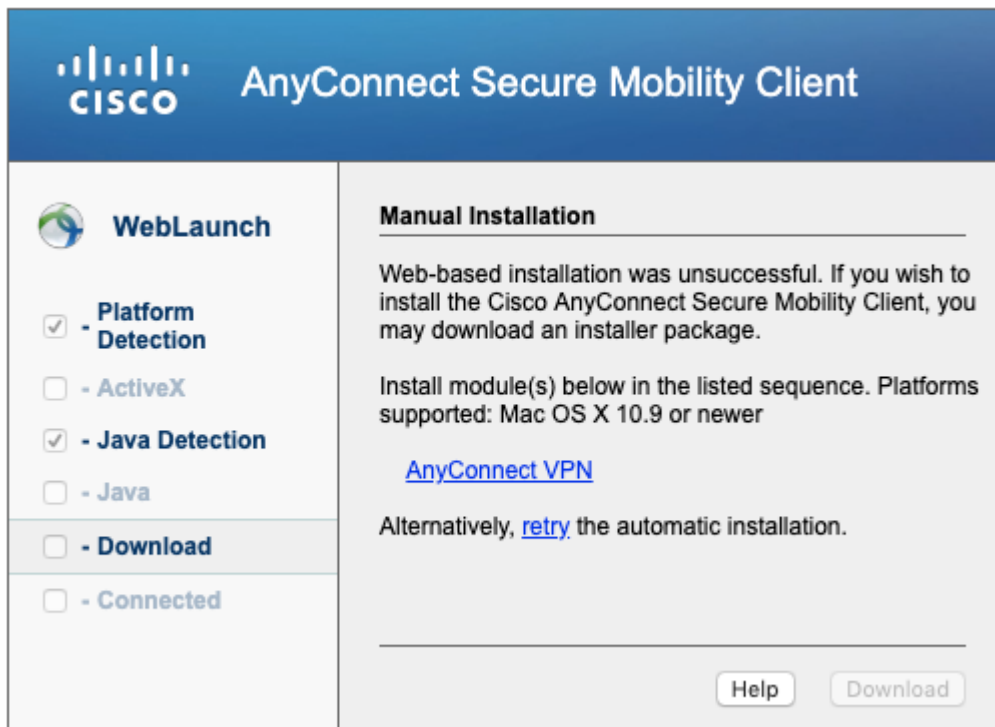 CISCO
AnyConnect Secure Mobility Client
WebLaunch
- Platform
Detection
- ActiveX
- Java Detection
- Java
- Download
- Connected
Manual Installation
Web-based installation was unsuccessful. If you wish to
install the Cisco AnyConnect Secure Mobility Client, you
may download an installer package.
Install module(s) below in the listed sequence. Platforms
supported: Mac OS X 10.9 or newer
AnyConnect VPN
Alternatively, retry the automatic installation.
Help
Download